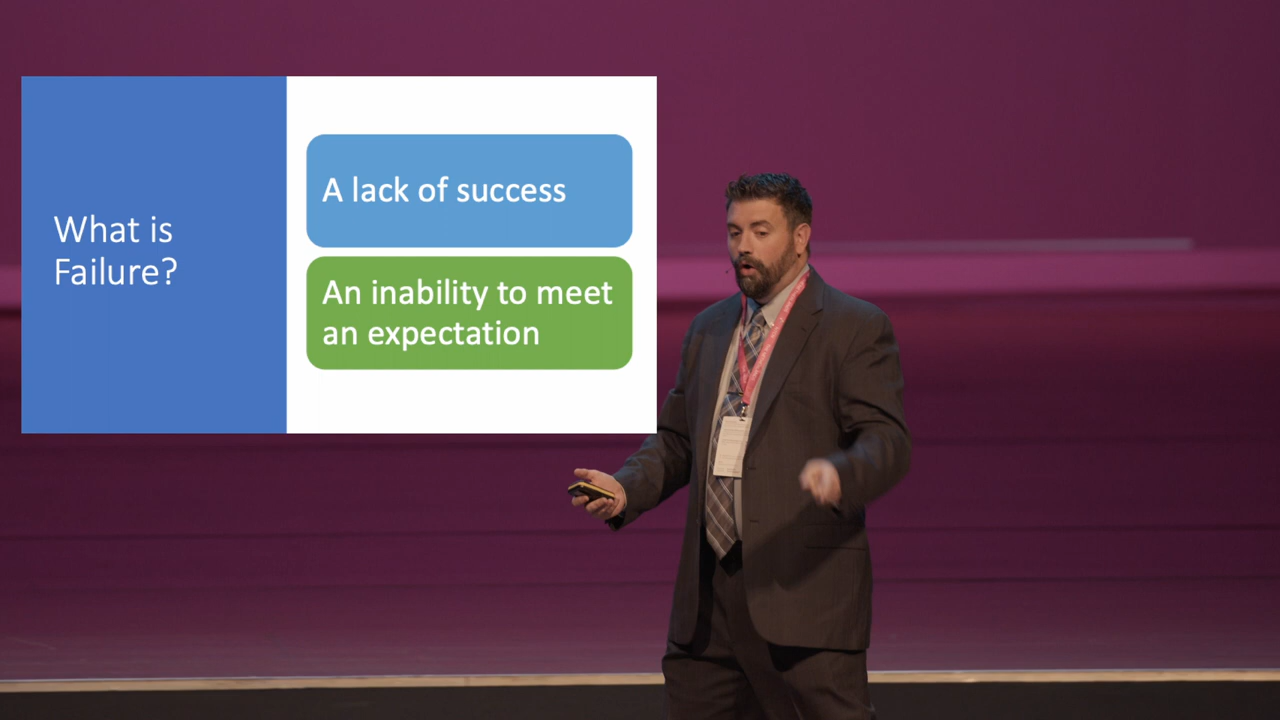 What is
Failure?
A lack of success
An inability to meet
an expectation